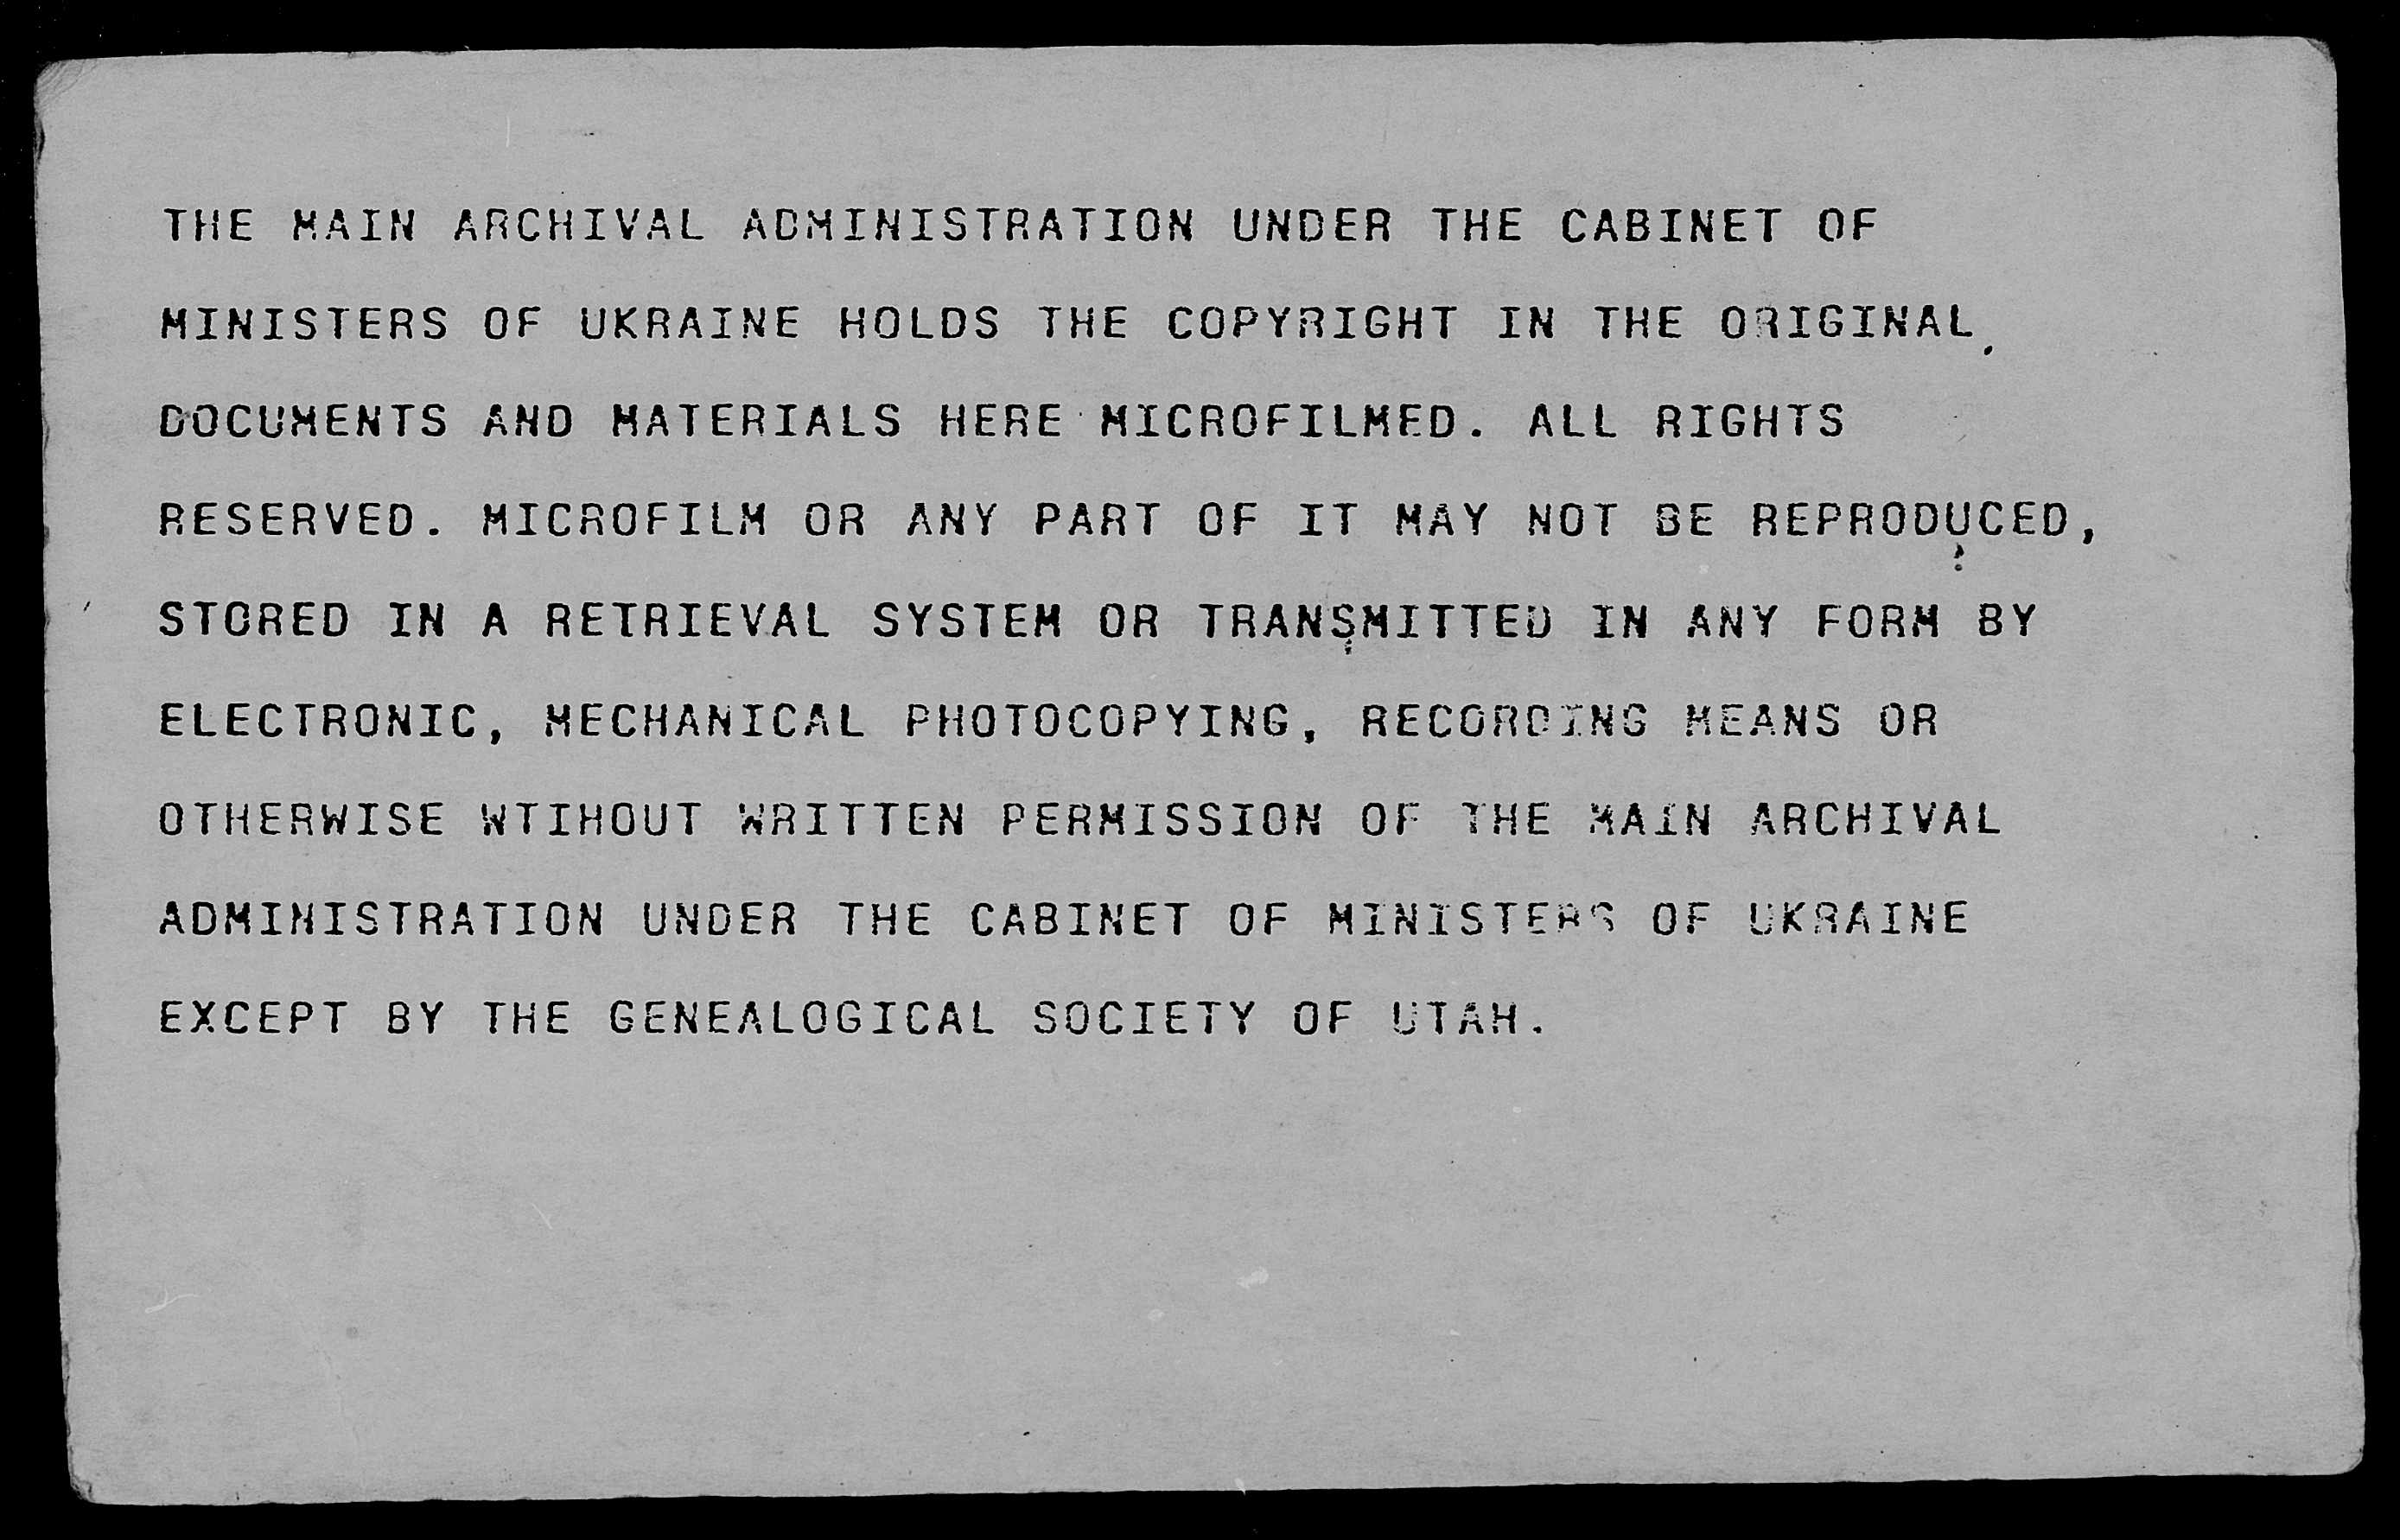 THE MAIN ARCHIVAL ADMINISTRATION UNDER THE CABINET OF
MINISTERS OF UKRAINE HOLDS THE COPYRIGHT IN THE ORIGINAL
DOCUMENTS AND MATERIALS HERE MICROFILMED. ALL RIGHTS
RESERVED. MICROFILM OR ANY PART OF IT MAY NOT BE REPRODUCED,
STORED IN A RETRIEVAL SYSTEM OR TRANSMITTED IN ANY FORM BY
ELECTRONIC, MECHANICAL PHOTOCOPYING, RECORDING MEANS OR
OTHERWISE WTIHOUT WRITTEN PERMISSION OF THE MAIN ARCHIVAL
ADMINISTRATION UNDER THE CABINET OF MINISTERS OF UKRAINE
EXCEPT BY THE GENEALOGICAL SOCIETY OF UTAH.